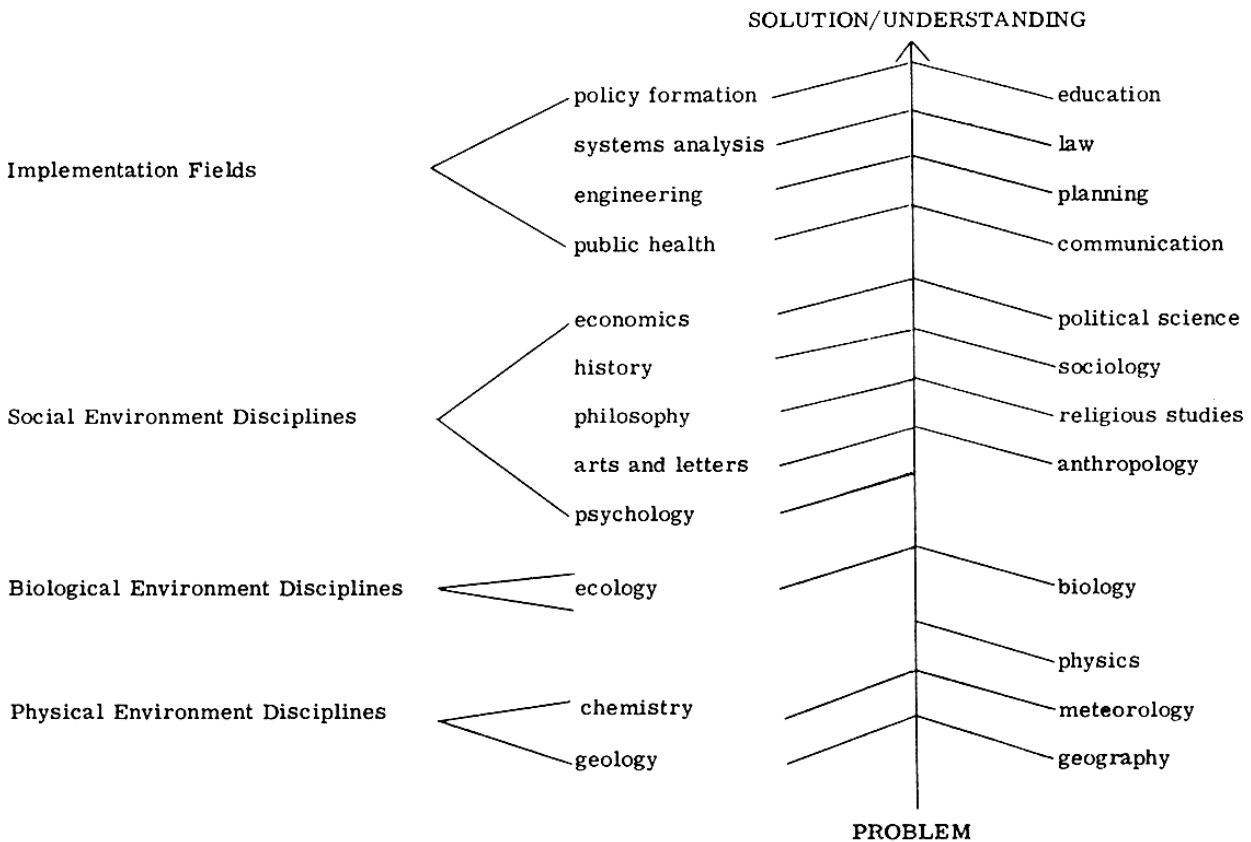 SOLUTION/UNDERSTANDING
policy formation education
systems analysis law
Implementation Fields
engineering planning
public health communication
economics political science
history sociology
Social Environment Disciplines philosophy religious studies
arts and letters anthropology
psychology
Biological Environment Disciplines ecology biology
physics
Physical Environment Disciplines chemistry meteorology
geology geography
PROBLEM